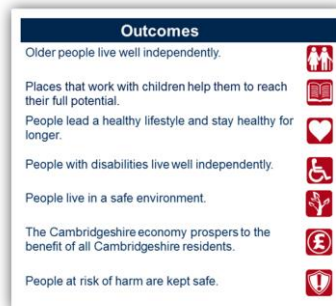 Outcomes
Older people live well independently.
Places that work with children help them to reach
their full potential.
People lead a healthy lifestyle and stay healthy for
longer.
People with disabilities live well independently.
People live in a safe environment.
The Cambridgeshire economy prospers to the
benefit of all Cambridgeshire residents.
£
People at risk of harm are kept safe.